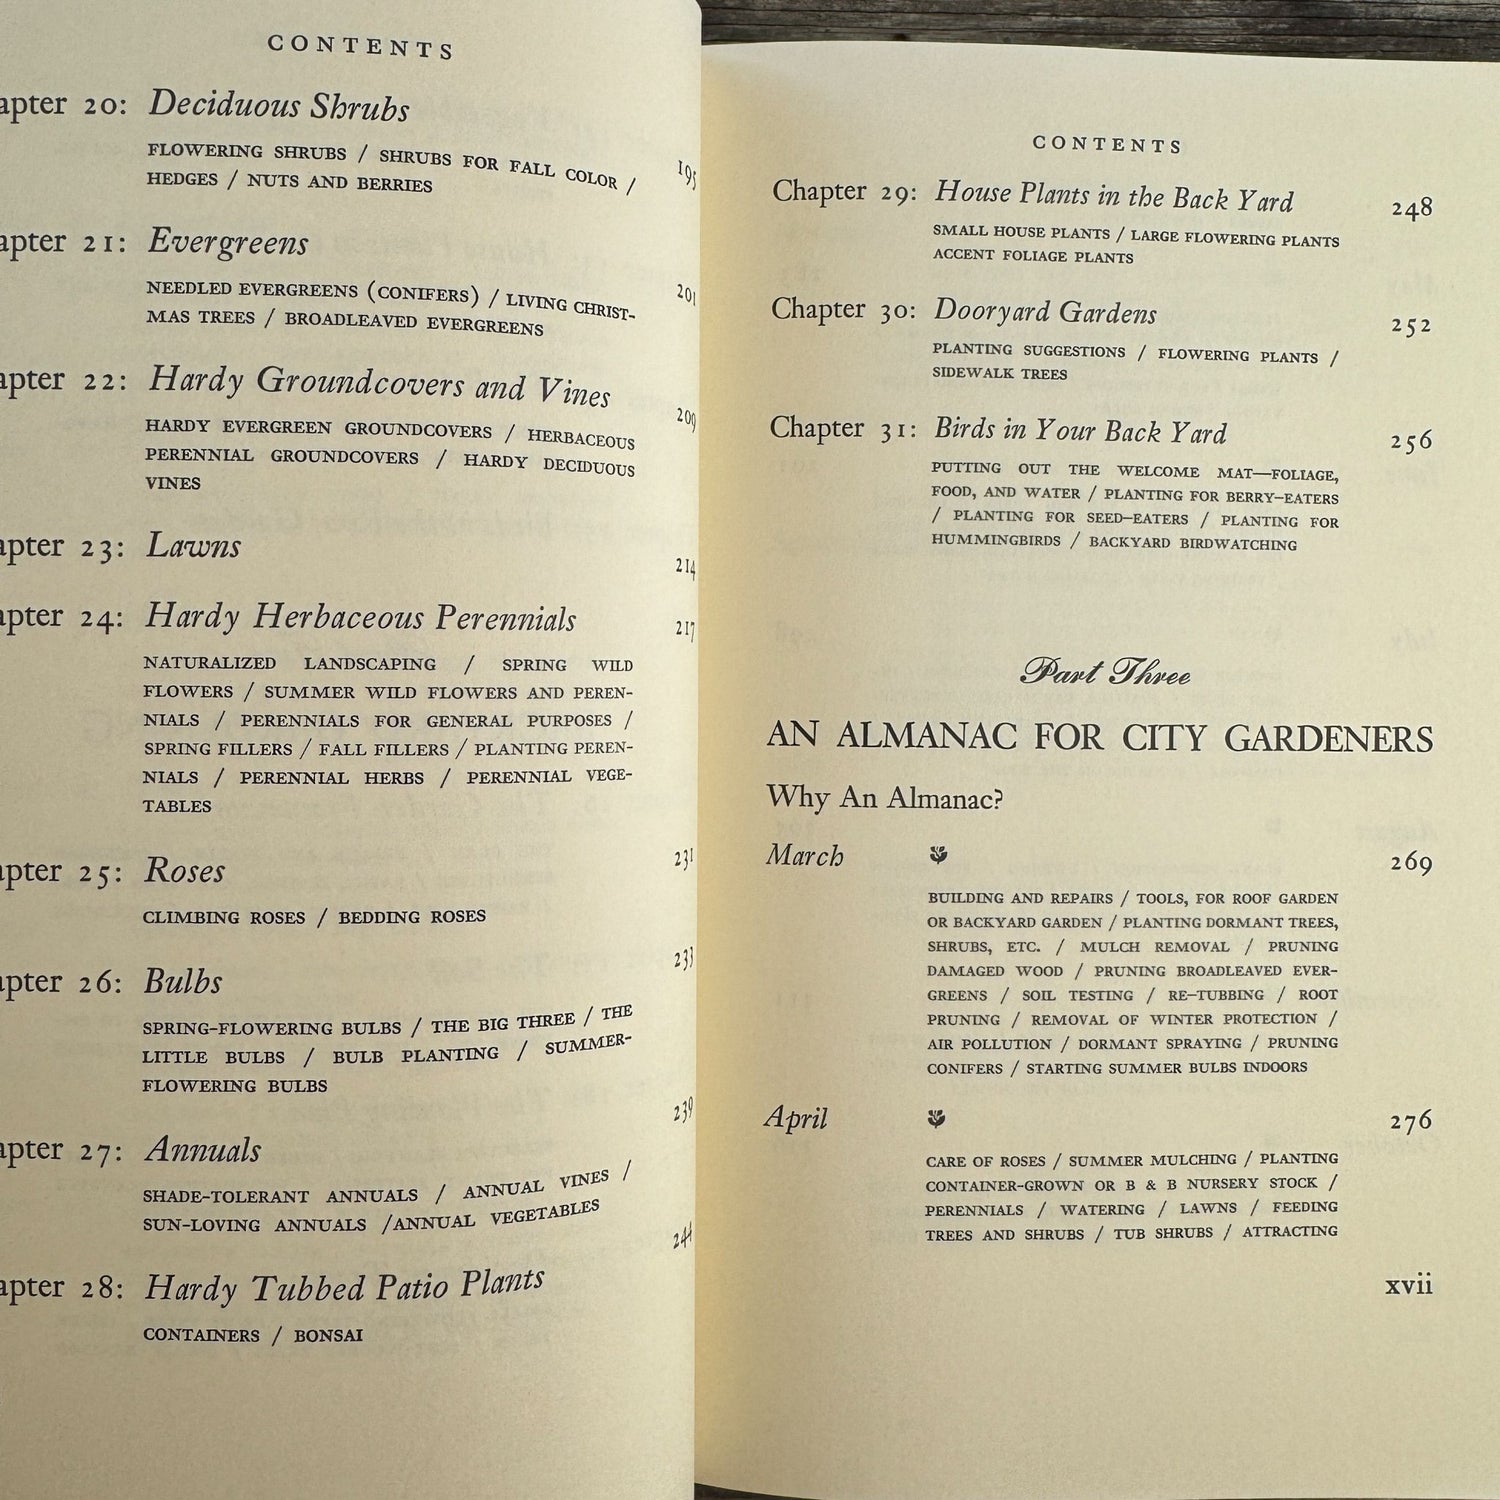 CONTENTS
apter 20: Deciduous Shrubs 195
FLOWERING SHRUBS / SHRUBS FOR FALL COLOR /
HEDGES / NUTS AND BERRIES
apter 21: Evergreens 201
NEEDLED EVERGREENS (CONIFERS) / LIVING CHRIST-
MAS TREES / BROADLEAVED EVERGREENS
apter 22: Hardy Groundcovers and Vines 209
HARDY EVERGREEN GROUNDCOVERS / HERBACEOUS
PERENNIAL GROUNDCOVERS / HARDY DECIDUOUS
VINES
apter 23: Lawns 214
apter 24: Hardy Herbaceous Perennials 217
NATURALIZED LANDSCAPING / SPRING WILD
FLOWERS / SUMMER WILD FLOWERS AND PEREN-
NIALS / PERENNIALS FOR GENERAL PURPOSES /
SPRING FILLERS / FALL FILLERS / PLANTING PEREN-
NIALS / PERENNIAL HERBS / PERENNIAL VEGE-
TABLES
apter 25: Roses 231
CLIMBING ROSES / BEDDING ROSES
apter 26: Bulbs 233
SPRING-FLOWERING BULBS / THE BIG THREE / THE
LITTLE BULBS / BULB PLANTING / SUMMER-
FLOWERING BULBS
apter 27: Annuals 239
SHADE-TOLERANT ANNUALS / ANNUAL VINES /
SUN-LOVING ANNUALS /ANNUAL VEGETABLES
apter 28: Hardy Tubbed Patio Plants
CONTAINERS / BONSAI
CONTENTS
Chapter 29: House Plants in the Back Yard 248
SMALL HOUSE PLANTS / LARGE FLOWERING PLANTS
ACCENT FOLIAGE PLANTS
Chapter 30: Dooryard Gardens 252
PLANTING SUGGESTIONS / FLOWERING PLANTS /
SIDEWALK TREES
Chapter 31: Birds in Your Back Yard 256
PUTTING OUT THE WELCOME MAT—FOLIAGE,
FOOD, AND WATER / PLANTING FOR BERRY-EATERS
/ PLANTING FOR SEED-EATERS / PLANTING FOR
HUMMINGBIRDS / BACKYARD BIRDWATCHING
Part Three
AN ALMANAC FOR CITY GARDENERS
Why An Almanac?
March 269
BUILDING AND REPAIRS / TOOLS, FOR ROOF GARDEN
OR BACKYARD GARDEN / PLANTING DORMANT TREES,
SHRUBS, ETC. / MULCH REMOVAL / PRUNING
DAMAGED WOOD / PRUNING BROADLEAVED EVER-
GREENS / SOIL TESTING / RE-TUBBING / ROOT
PRUNING / REMOVAL OF WINTER PROTECTION /
AIR POLLUTION / DORMANT SPRAYING / PRUNING
CONIFERS / STARTING SUMMER BULBS INDOORS
April 276
CARE OF ROSES / SUMMER MULCHING / PLANTING
CONTAINER-GROWN OR B & B NURSERY STOCK /
PERENNIALS / WATERING / LAWNS / FEEDING
TREES AND SHRUBS / TUB SHRUBS / ATTRACTING
xvii